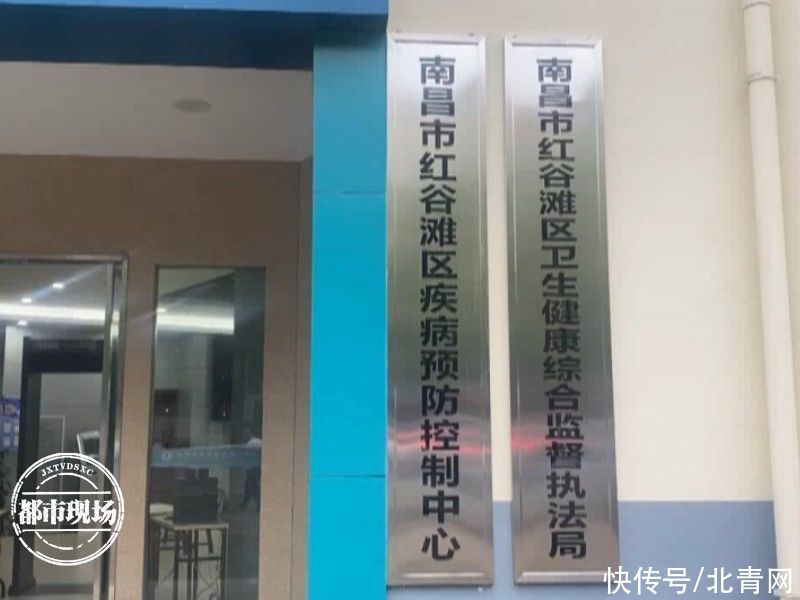 南昌市红谷滩区疾病预防控制中心
南昌市红谷滩区卫生健康综合监督执法局
JXTVDSXC
都市现场
快传号/北青网